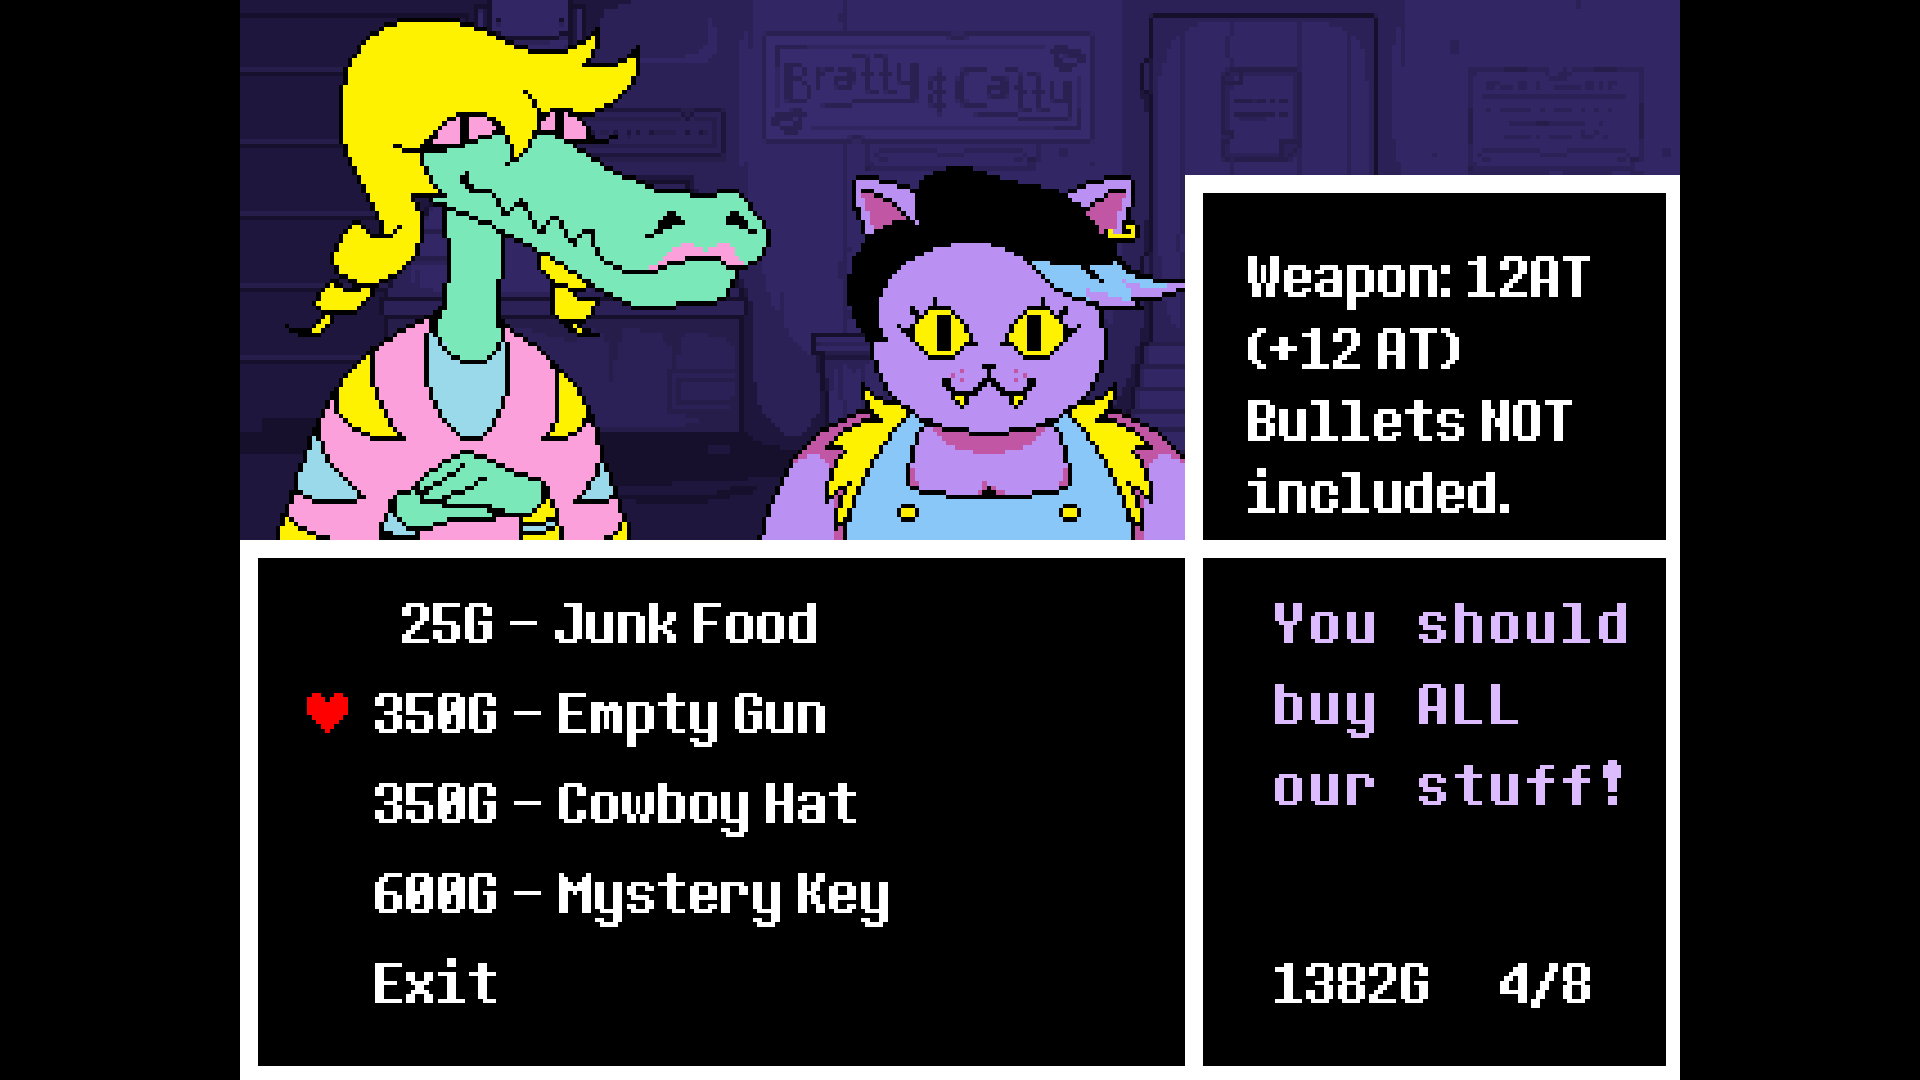 Bratty & Catty
Weapon: 12AT
(+12 AT)
Bullets NOT
included.
25G - Junk Food
350G - Empty Gun
350G - Cowboy Hat
600G - Mystery Key
Exit
You should
buy ALL
our stuff!
1382G 4/8